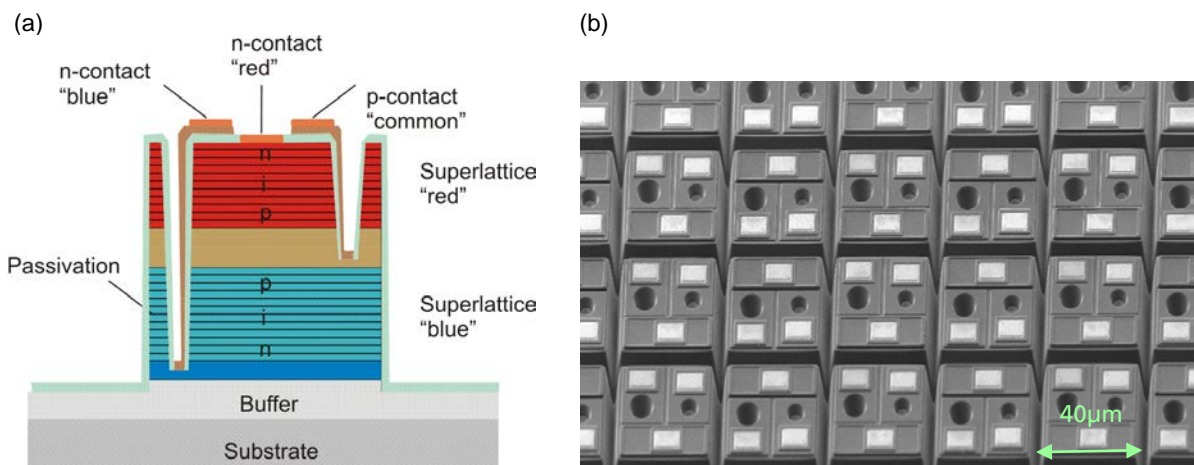 (a)
n-contact
“blue”
n-contact
“red”
p-contact
“common”
n
i
p
Superlattice
“red”
Passivation
p
i
n
Superlattice
“blue”
Buffer
Substrate
(b)
40µm